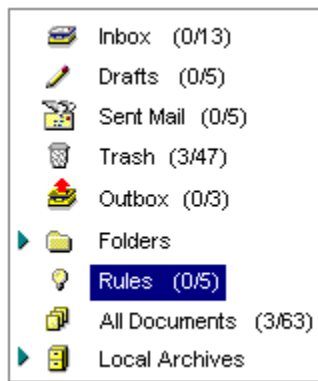 Inbox (0/13)
Drafts (0/5)
Sent Mail (0/5)
Trash (3/47)
Outbox (0/3)
Folders
Rules (0/5)
All Documents (3/63)
Local Archives